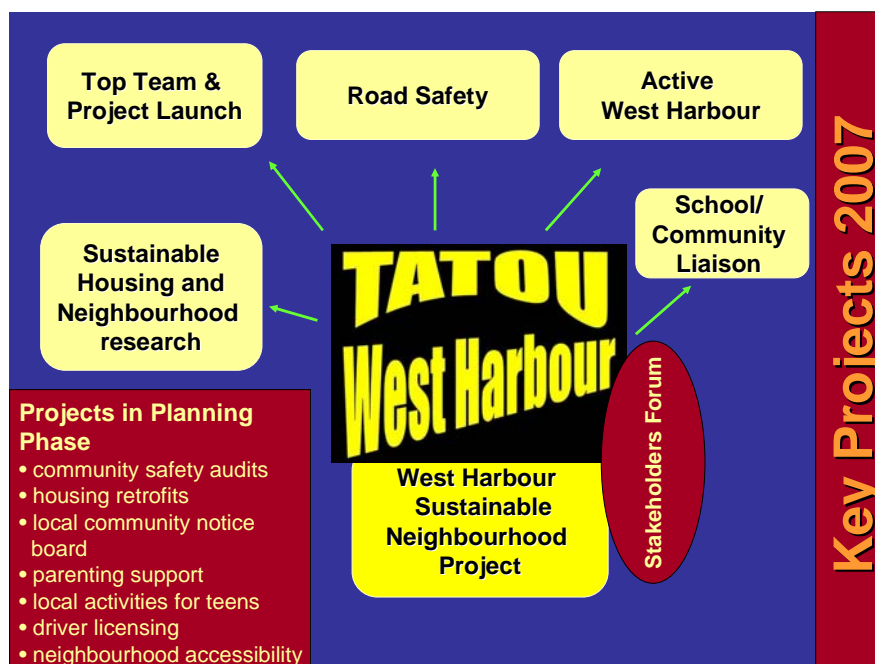 Top Team &
Project Launch
Road Safety
Active
West Harbour
School/
Community
Liaison
Sustainable
Housing and
Neighbourhood
research
TATOU
West Harbour
West Harbour
Sustainable
Neighbourhood
Project
Stakeholders Forum
Projects in Planning
Phase
• community safety audits
• housing retrofits
• local community notice
board
• parenting support
• local activities for teens
• driver licensing
• neighbourhood accessibility
Key Projects 2007